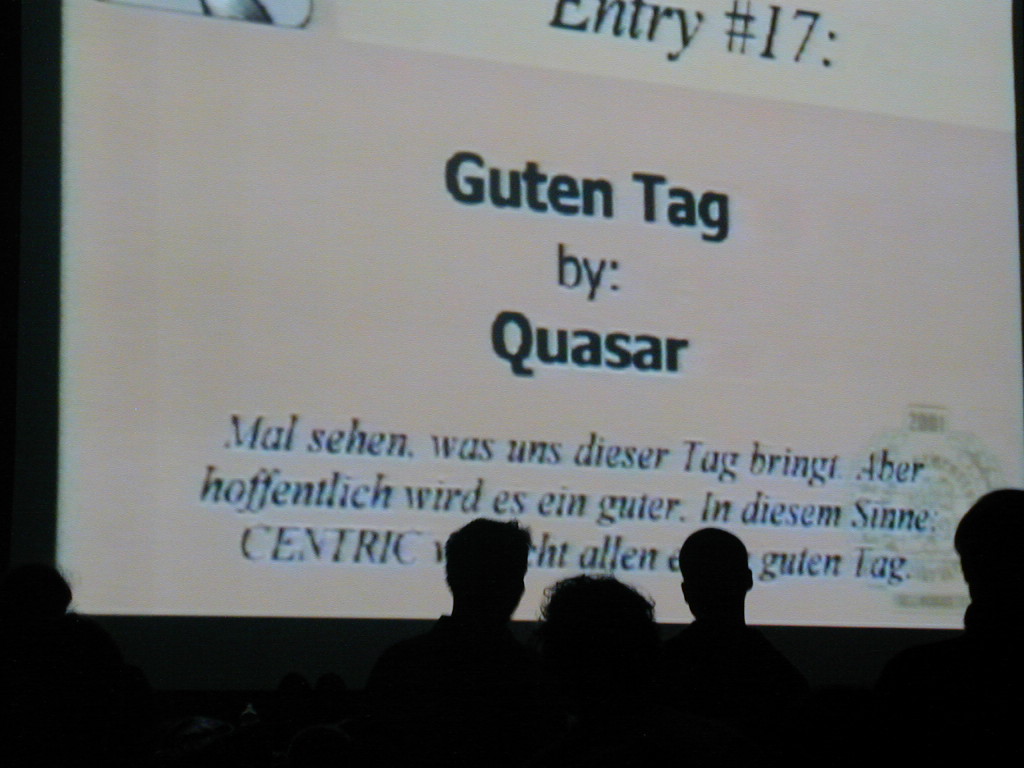 Entry #17:
Guten Tag
by:
Quasar
Mal sehen, was uns dieser Tag bringt. Aber
hoffentlich wird es ein guter. In diesem Sinne:
CENTRIC allen guten Tag.
2001